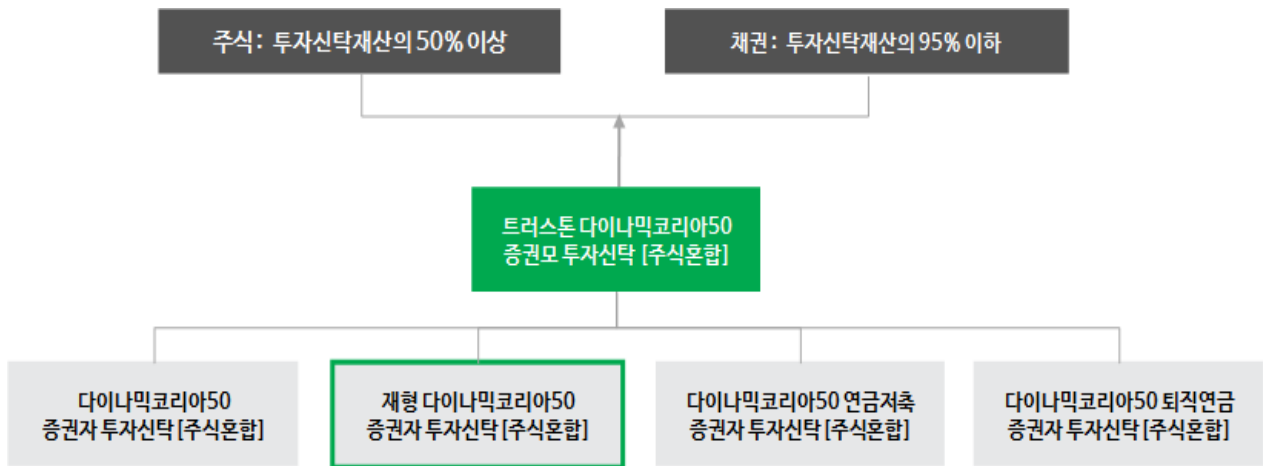 주식 : 투자신탁재산의 50% 이상
채권 : 투자신탁재산의 95% 이하
트러스톤 다이나믹코리아50
증권모 투자신탁 [주식혼합]
다이나믹코리아50
증권자 투자신탁 [주식혼합]
재형 다이나믹코리아50
증권자 투자신탁 [주식혼합]
다이나믹코리아50 연금저축
증권자 투자신탁 [주식혼합]
다이나믹코리아50 퇴직연금
증권자 투자신탁 [주식혼합]